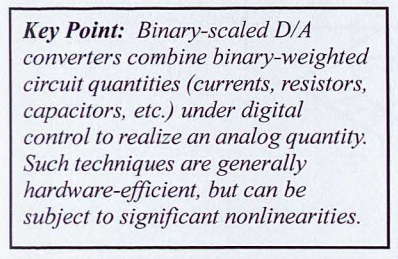 Key Point: Binary-scaled D/A
converters combine binary-weighted
circuit quantities (currents, resistors,
capacitors, etc.) under digital
control to realize an analog quantity.
Such techniques are generally
hardware-efficient, but can be
subject to significant nonlinearities.